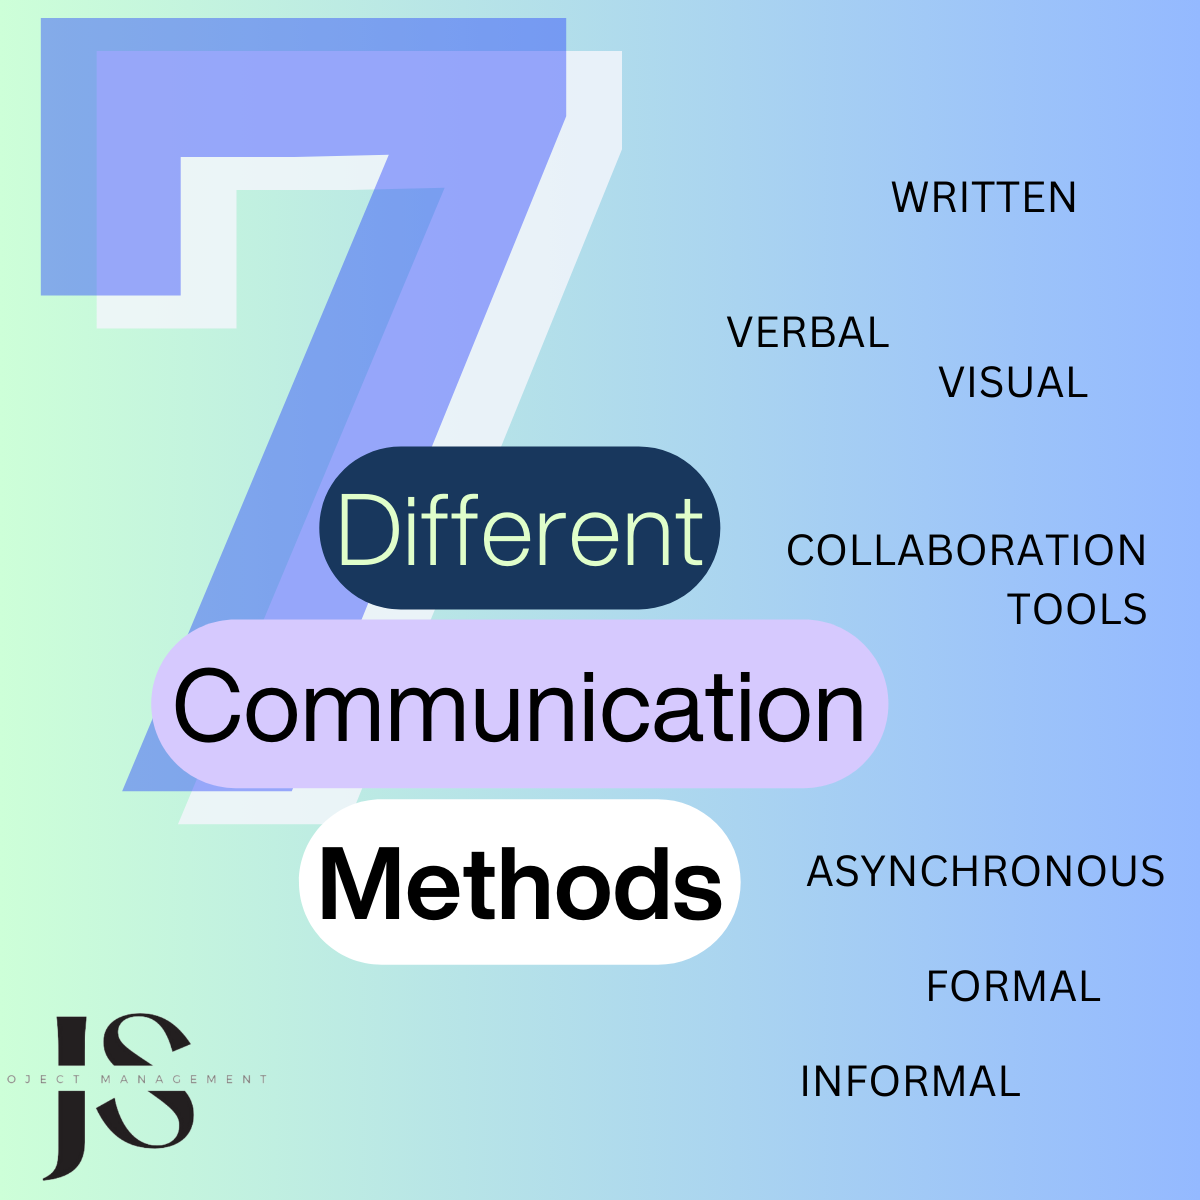 7
Different
Communication
Methods
WRITTEN
VERBAL
VISUAL
COLLABORATION
TOOLS
ASYNCHRONOUS
FORMAL
INFORMAL
JS
OJECT MANAGEMENT